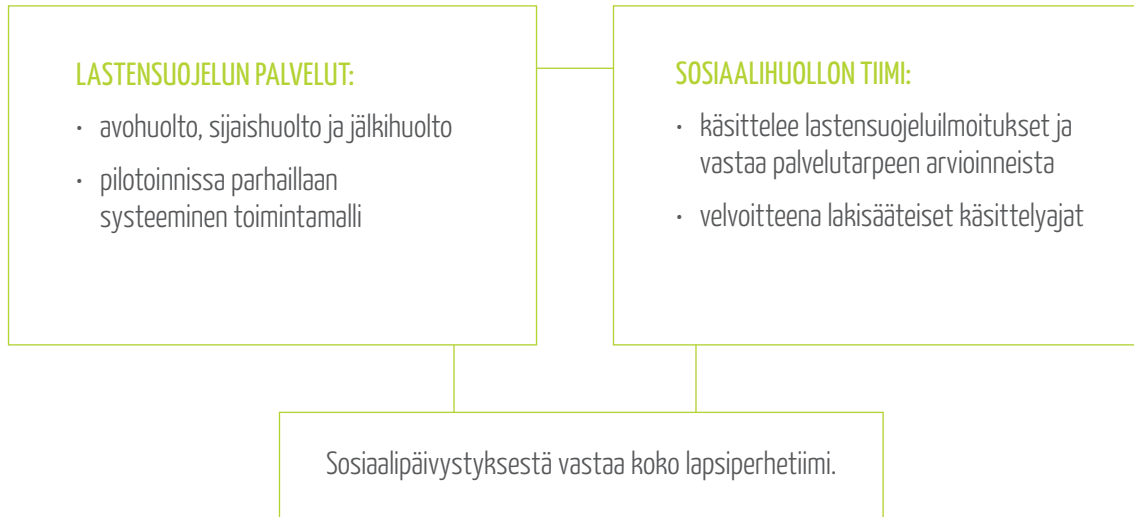 LASTENSUOJELUN PALVELUT:
• avohuolto, sijaishuolto ja jälkihuolto
• pilotoinnissa parhaillaan
systeeminen toimintamalli
SOSIAALIHUOLLON TIIMI:
• käsittelee lastensuojeluilmoitukset ja
vastaa palvelutarpeen arvioinneista
• velvoitteena lakisääteiset käsittelyajat
Sosiaalipäivystyksestä vastaa koko lapsiperhetiimi.